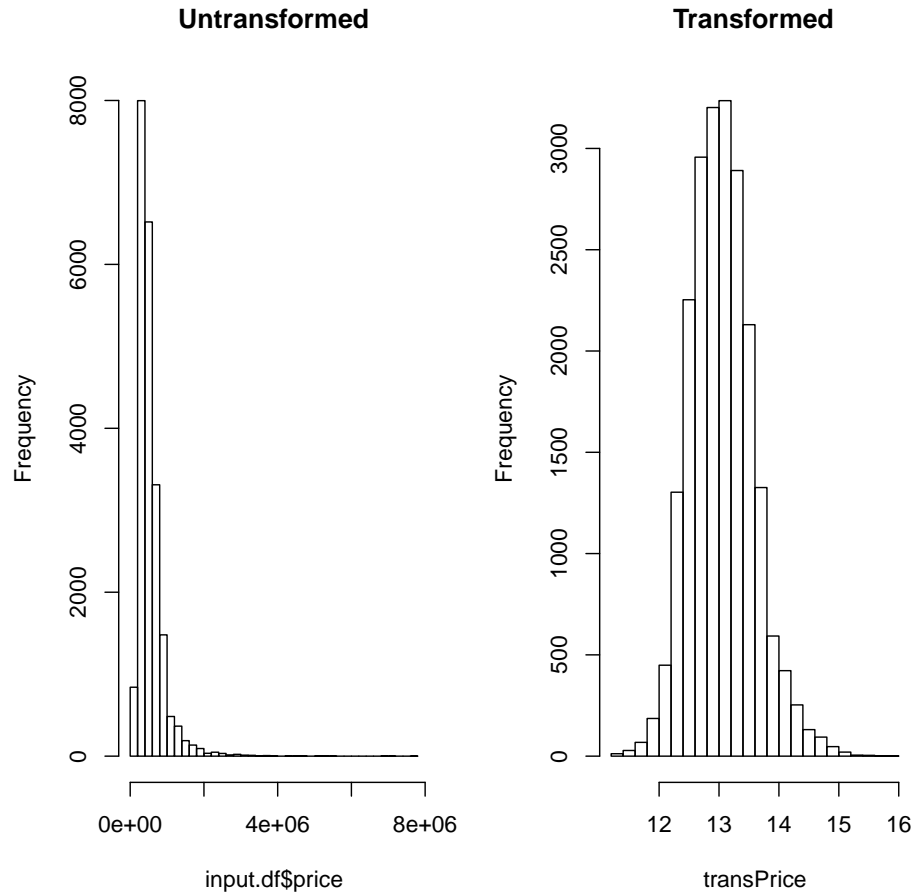 Untransformed
Frequency
8000
6000
4000
2000
0
0e+00 4e+06 8e+06
input.df$price
Transformed
Frequency
3000
2500
2000
1500
1000
500
0
12 13 14 15 16
transPrice